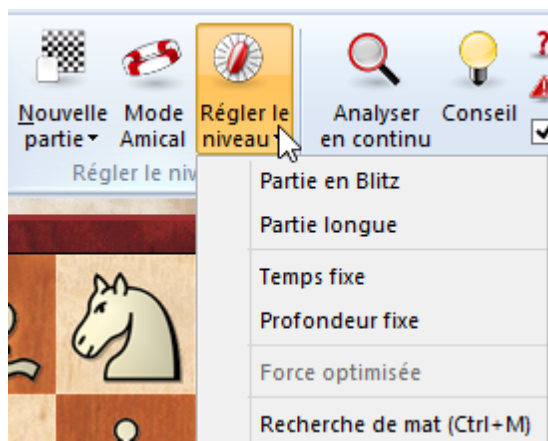 Nouvelle partie
Mode Amical
Régler le niveau
Analyser en continu
Conseil
Régler le niv
Partie en Blitz
Partie longue
Temps fixe
Profondeur fixe
Force optimisée
Recherche de mat (Ctrl+M)